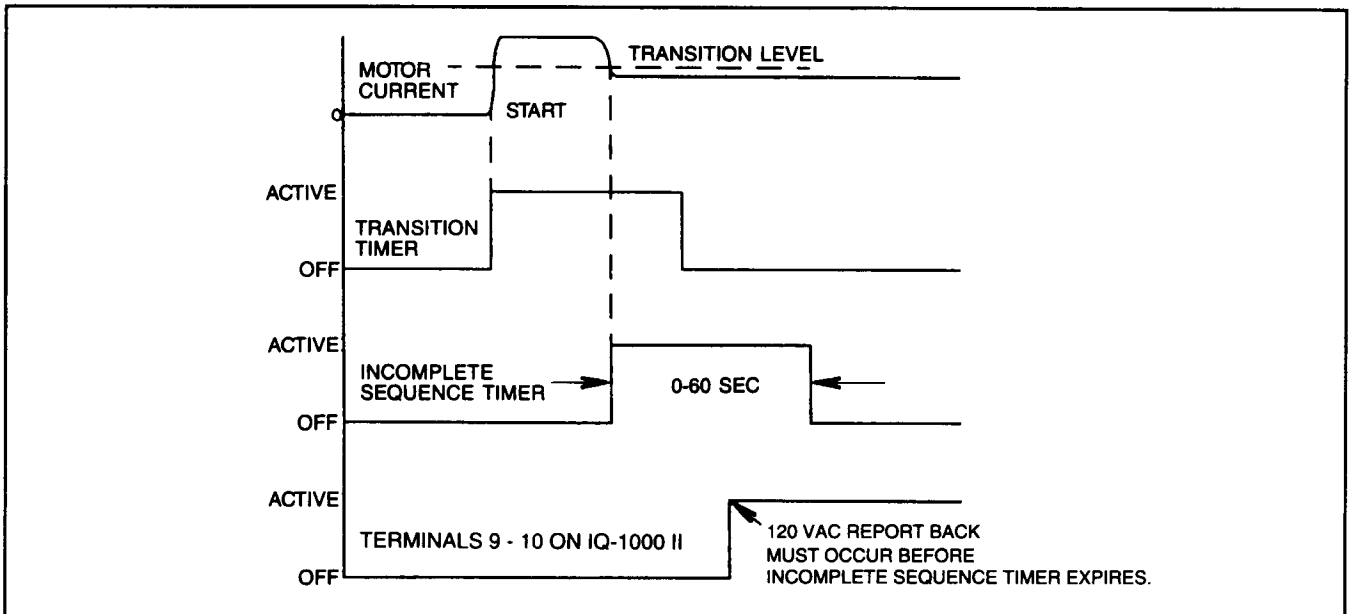 TRANSITION LEVEL
MOTOR
CURRENT
0
START
ACTIVE
TRANSITION
TIMER
OFF
ACTIVE
INCOMPLETE
SEQUENCE TIMER
0-60 SEC
OFF
ACTIVE
TERMINALS 9 - 10 ON IQ-1000 II
120 VAC REPORT BACK
MUST OCCUR BEFORE
INCOMPLETE SEQUENCE TIMER EXPIRES.
OFF